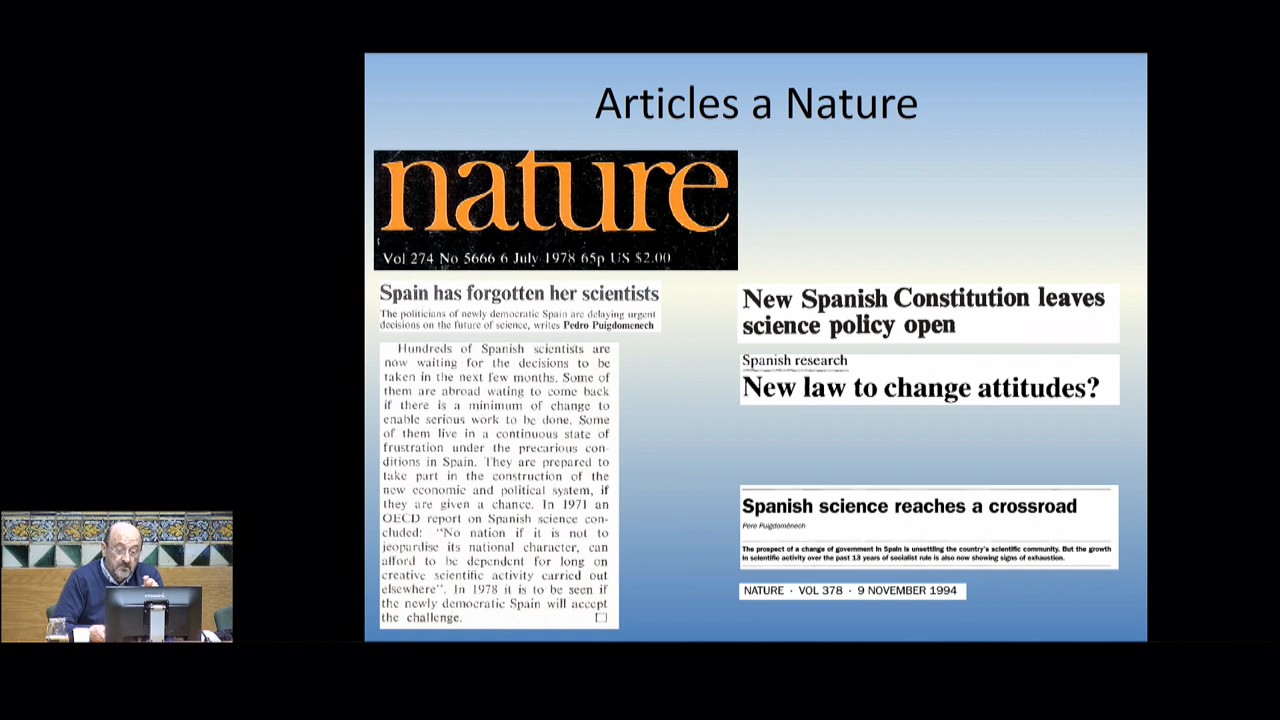 Articles a Nature
nature
Vol 274 No 5666 6 July 1978 65p US $2.00
Spain has forgotten her scientists
The politicians of newly democratic Spain are delaying urgent
decisions on the future of science, writes Pedro Puigdomenech
Hundreds of Spanish scientists are
now waiting for the decisions to be
taken in the next few months. Some of
them are abroad wating to come back
if there is a minimum of change to
enable serious work to be done. Some
of them live in a continuous state of
frustration under the precarious con-
ditions in Spain. They are prepared to
take part in the construction of the
new economic and political system, if
they are given a chance. In 1971 an
OECD report on Spanish science con-
cluded: "No nation if it is not to
jeopardise its national character, can
afford to be dependent for long on
creative scientific activity carried out
elsewhere". In 1978 it is to be seen if
the newly democratic Spain will accept
the challenge.
New Spanish Constitution leaves
science policy open
Spanish research
New law to change attitudes?
Spanish science reaches a crossroad
Pere Puigdomènech
The prospect of a change of government in Spain is unsettling the country's scientific community. But the growth
in scientific activity over the past 13 years of socialist rule is also now showing signs of exhaustion.
NATURE · VOL 378 · 9 NOVEMBER 1994